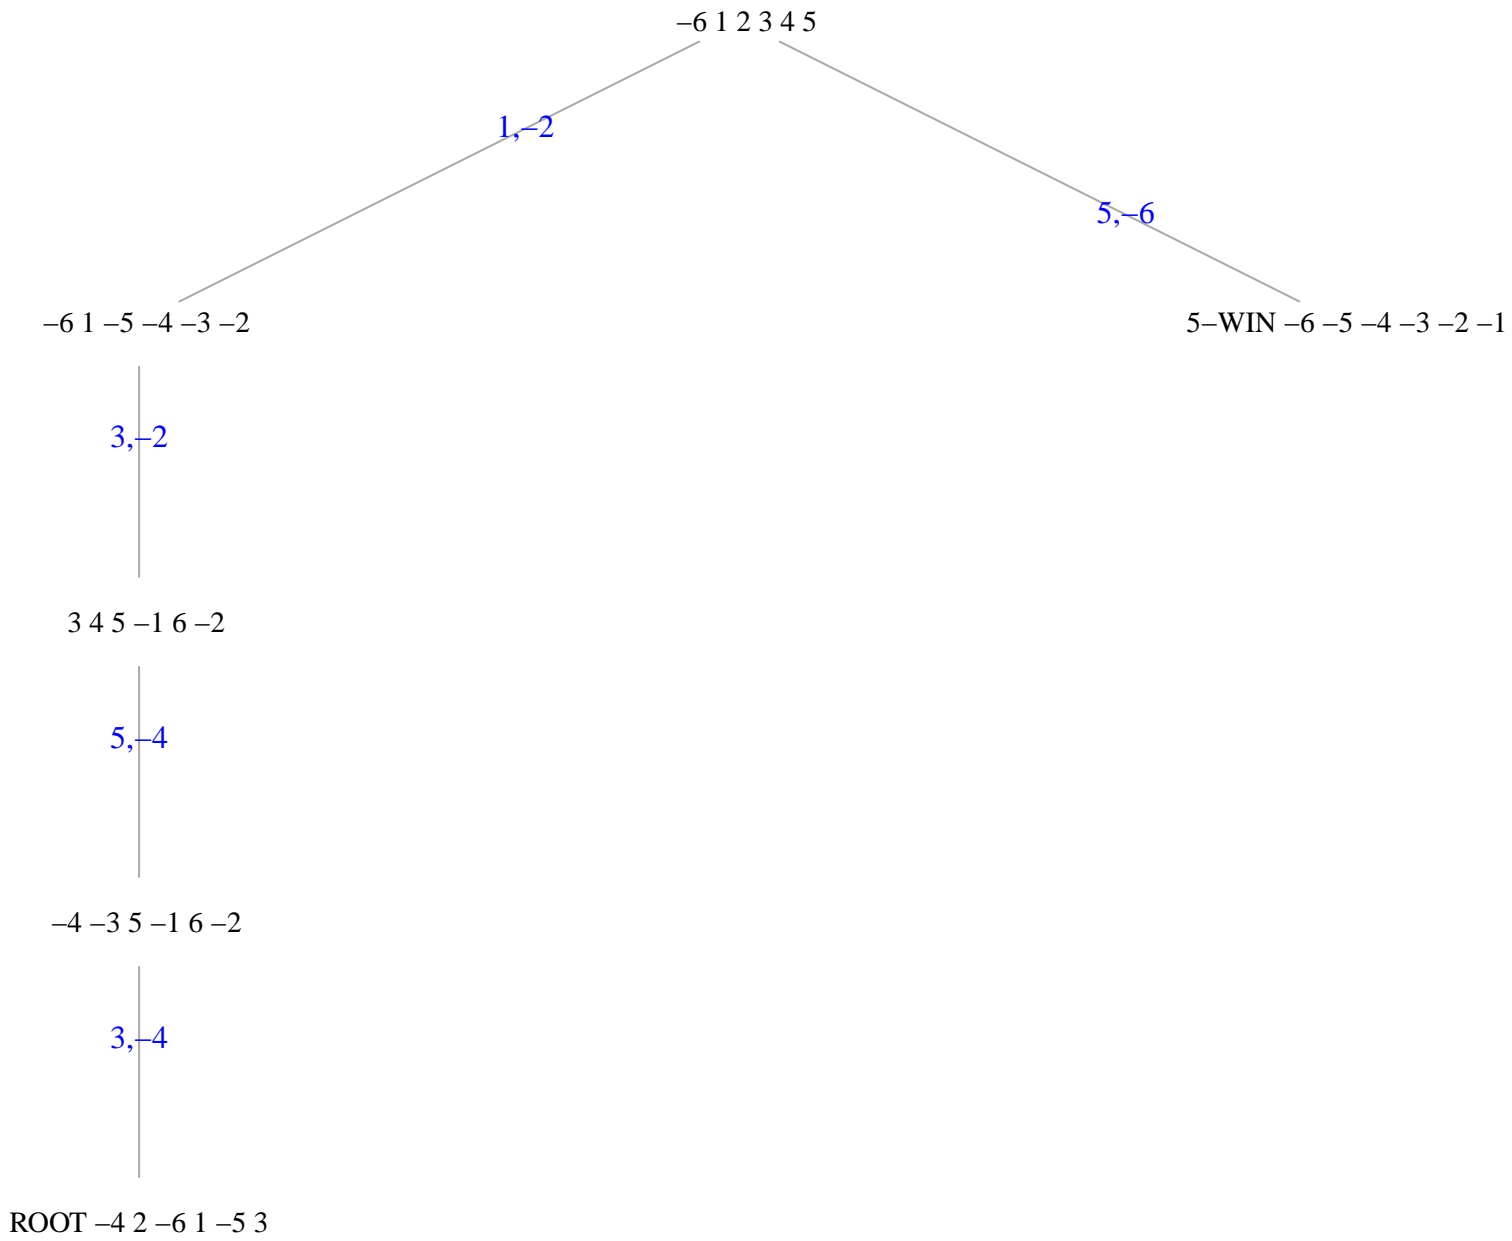 –6 1 2 3 4 5
1,–2
5,–6
–6 1 –5 –4 –3 –2
5–WIN –6 –5 –4 –3 –2 –1
3,–2
3 4 5 –1 6 –2
5,–4
–4 –3 5 –1 6 –2
3,–4
ROOT –4 2 –6 1 –5 3